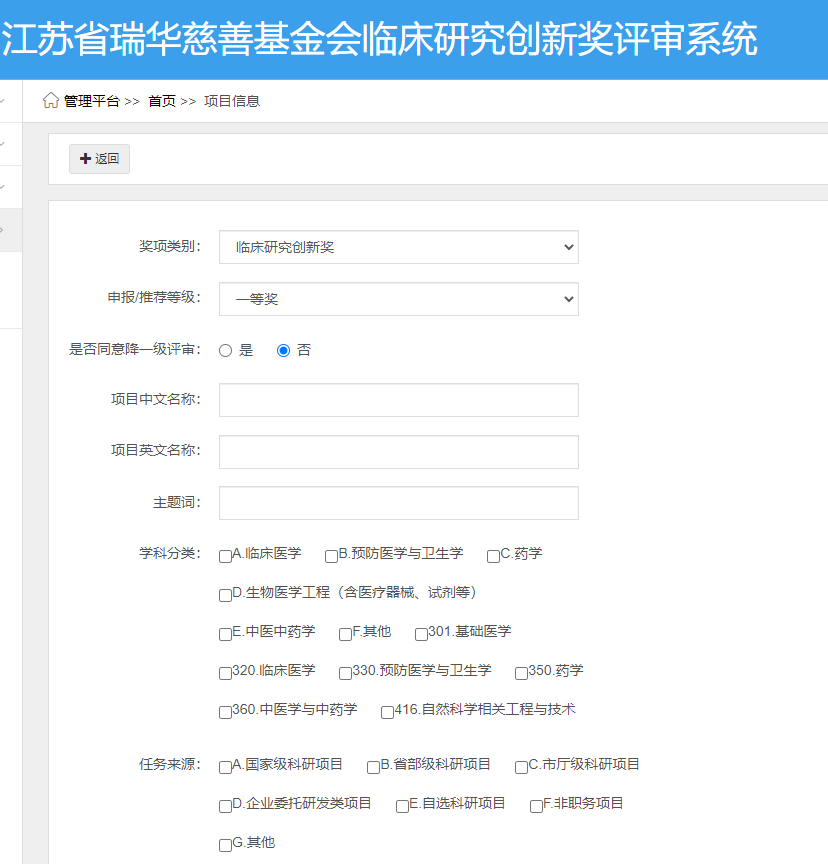 江苏省瑞华慈善基金会临床研究创新奖评审系统
管理平台 >> 首页 >> 项目信息
返回
奖项类别： 临床研究创新奖
申报/推荐等级： 一等奖
是否同意降一级评审： 是 否
项目中文名称：
项目英文名称：
主题词：
学科分类： A.临床医学 B.预防医学与卫生学 C.药学
D.生物医学工程（含医疗器械、试剂等）
E.中医中药学 F.其他 301.基础医学
320.临床医学 330.预防医学与卫生学 350.药学
360.中医学与中药学 416.自然科学相关工程与技术
任务来源： A.国家级科研项目 B.省部级科研项目 C.市厅级科研项目
D.企业委托研发类项目 E.自选科研项目 F.非职务项目
G.其他